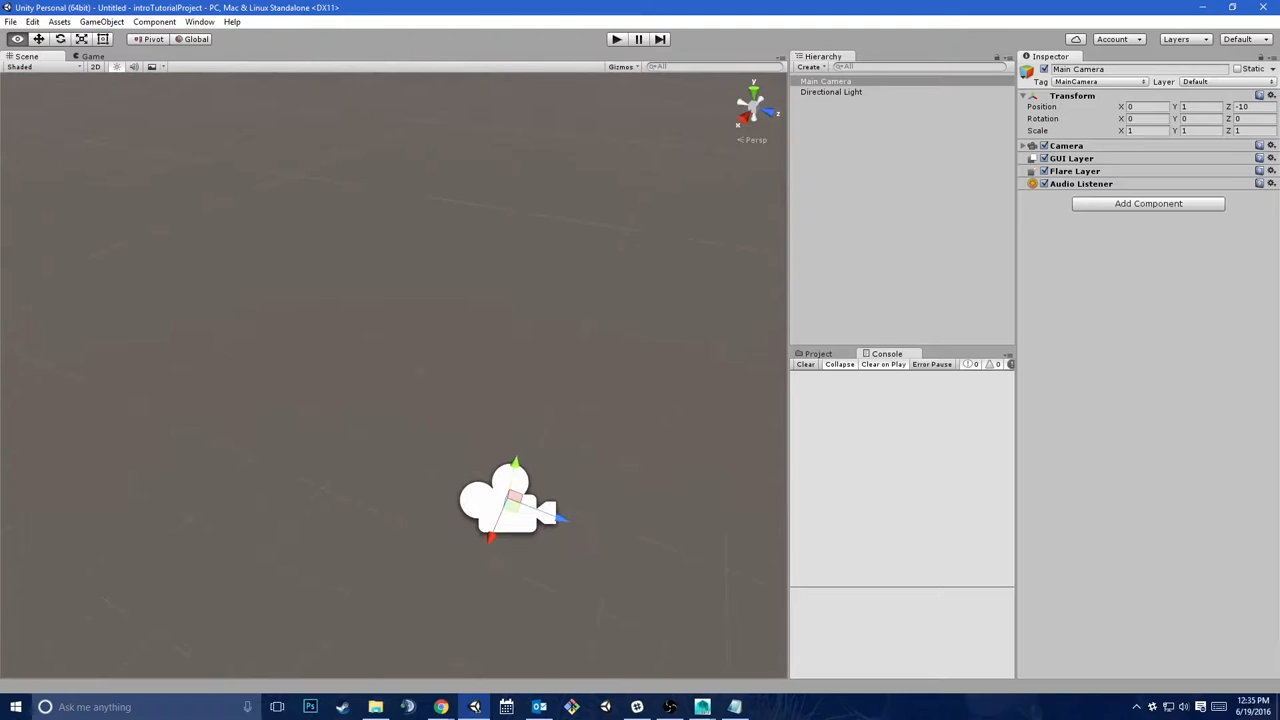 Unity Personal (64bit) - Untitled - introTutorialProject - PC, Mac & Linux Standalone <DX11>
File Edit Assets GameObject Component Window Help
Pivot Global Account Layers Default
Scene Game
Shaded 2D Gizmos All
y
x
z
Persp
Hierarchy
Create All
Main Camera
Directional Light
Project Console
Clear Collapse Clear on Play Error Pause 0 0
Inspector
Main Camera Static
Tag MainCamera Layer Default
Transform
Position X 0 Y 1 Z -10
Rotation X 0 Y 0 Z 0
Scale X 1 Y 1 Z 1
Camera
GUI Layer
Flare Layer
Audio Listener
Add Component
Ask me anything
12:35 PM
6/19/2016